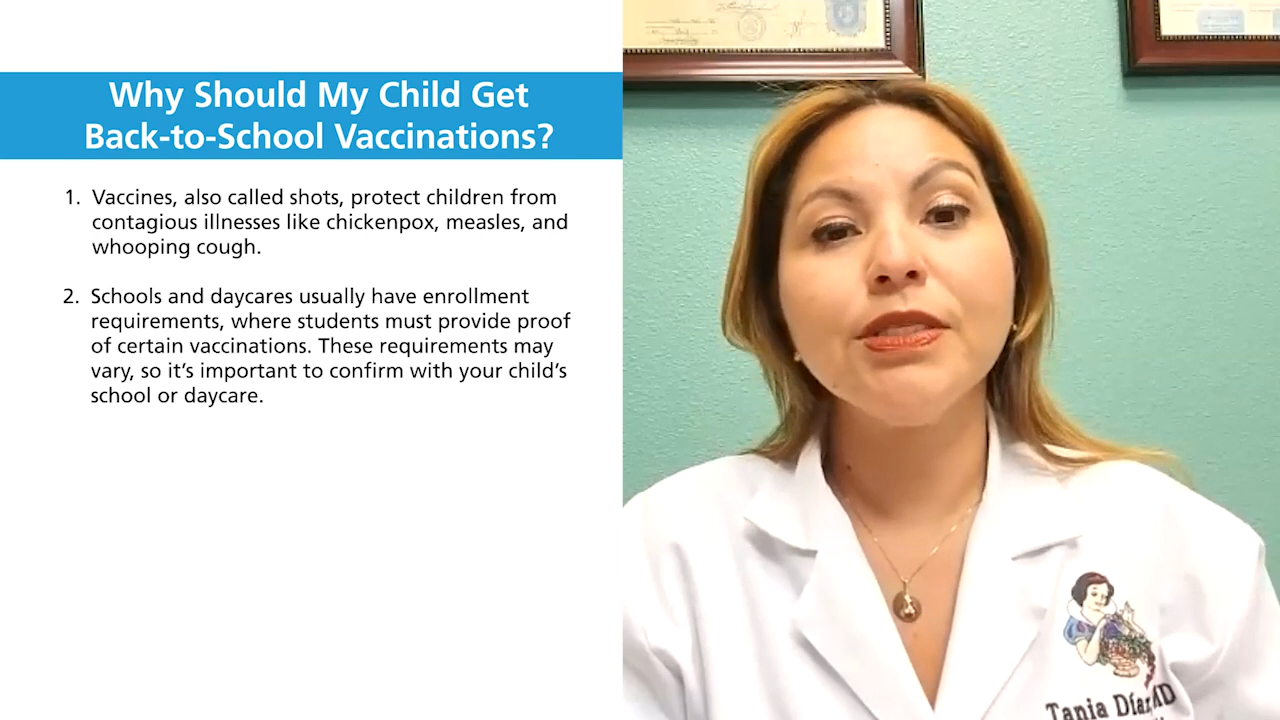 Why Should My Child Get
Back-to-School Vaccinations?
1. Vaccines, also called shots, protect children from
contagious illnesses like chickenpox, measles, and
whooping cough.
2. Schools and daycares usually have enrollment
requirements, where students must provide proof
of certain vaccinations. These requirements may
vary, so it’s important to confirm with your child’s
school or daycare.
Tania Díaz, MD